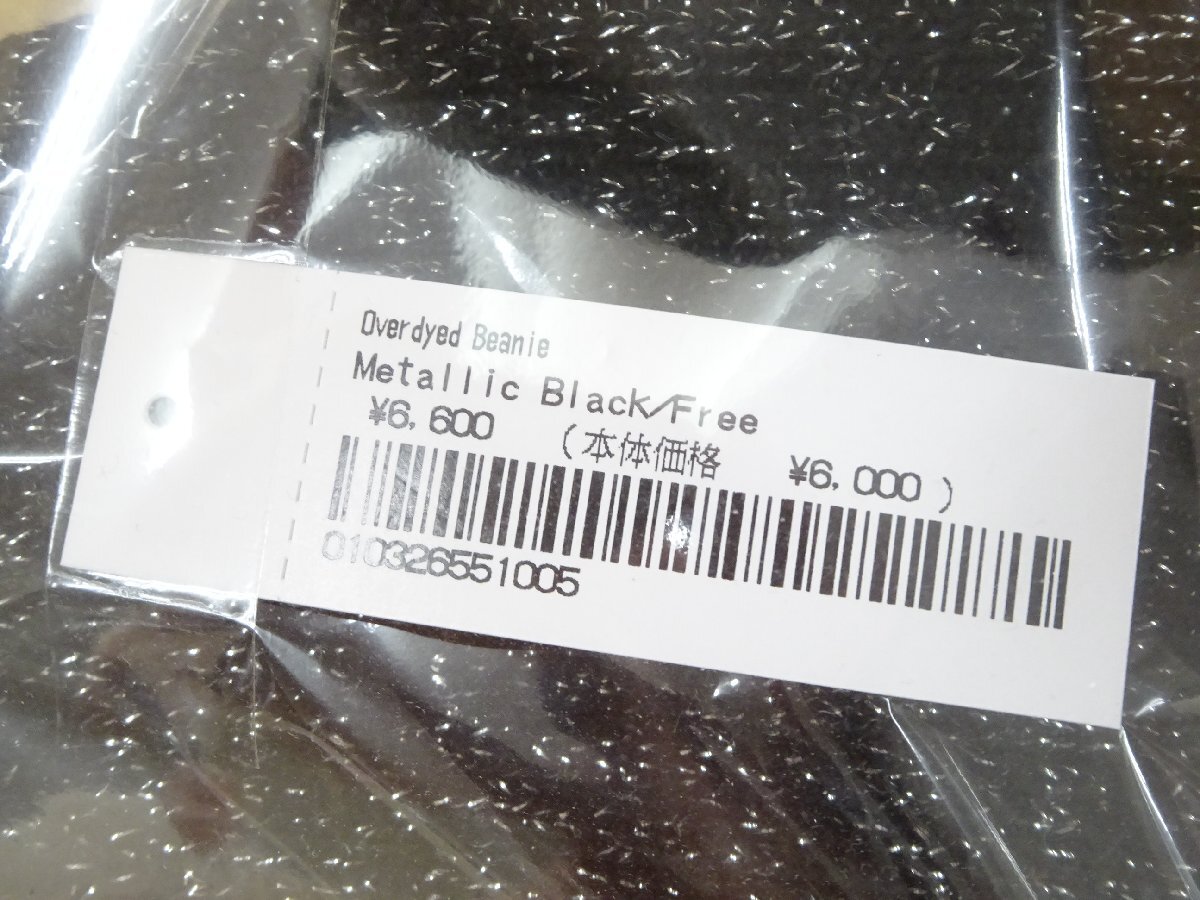 Overdyed Beanie
Metallic Black/Free
¥6,600 (本体価格 ¥6,000)
010326551005